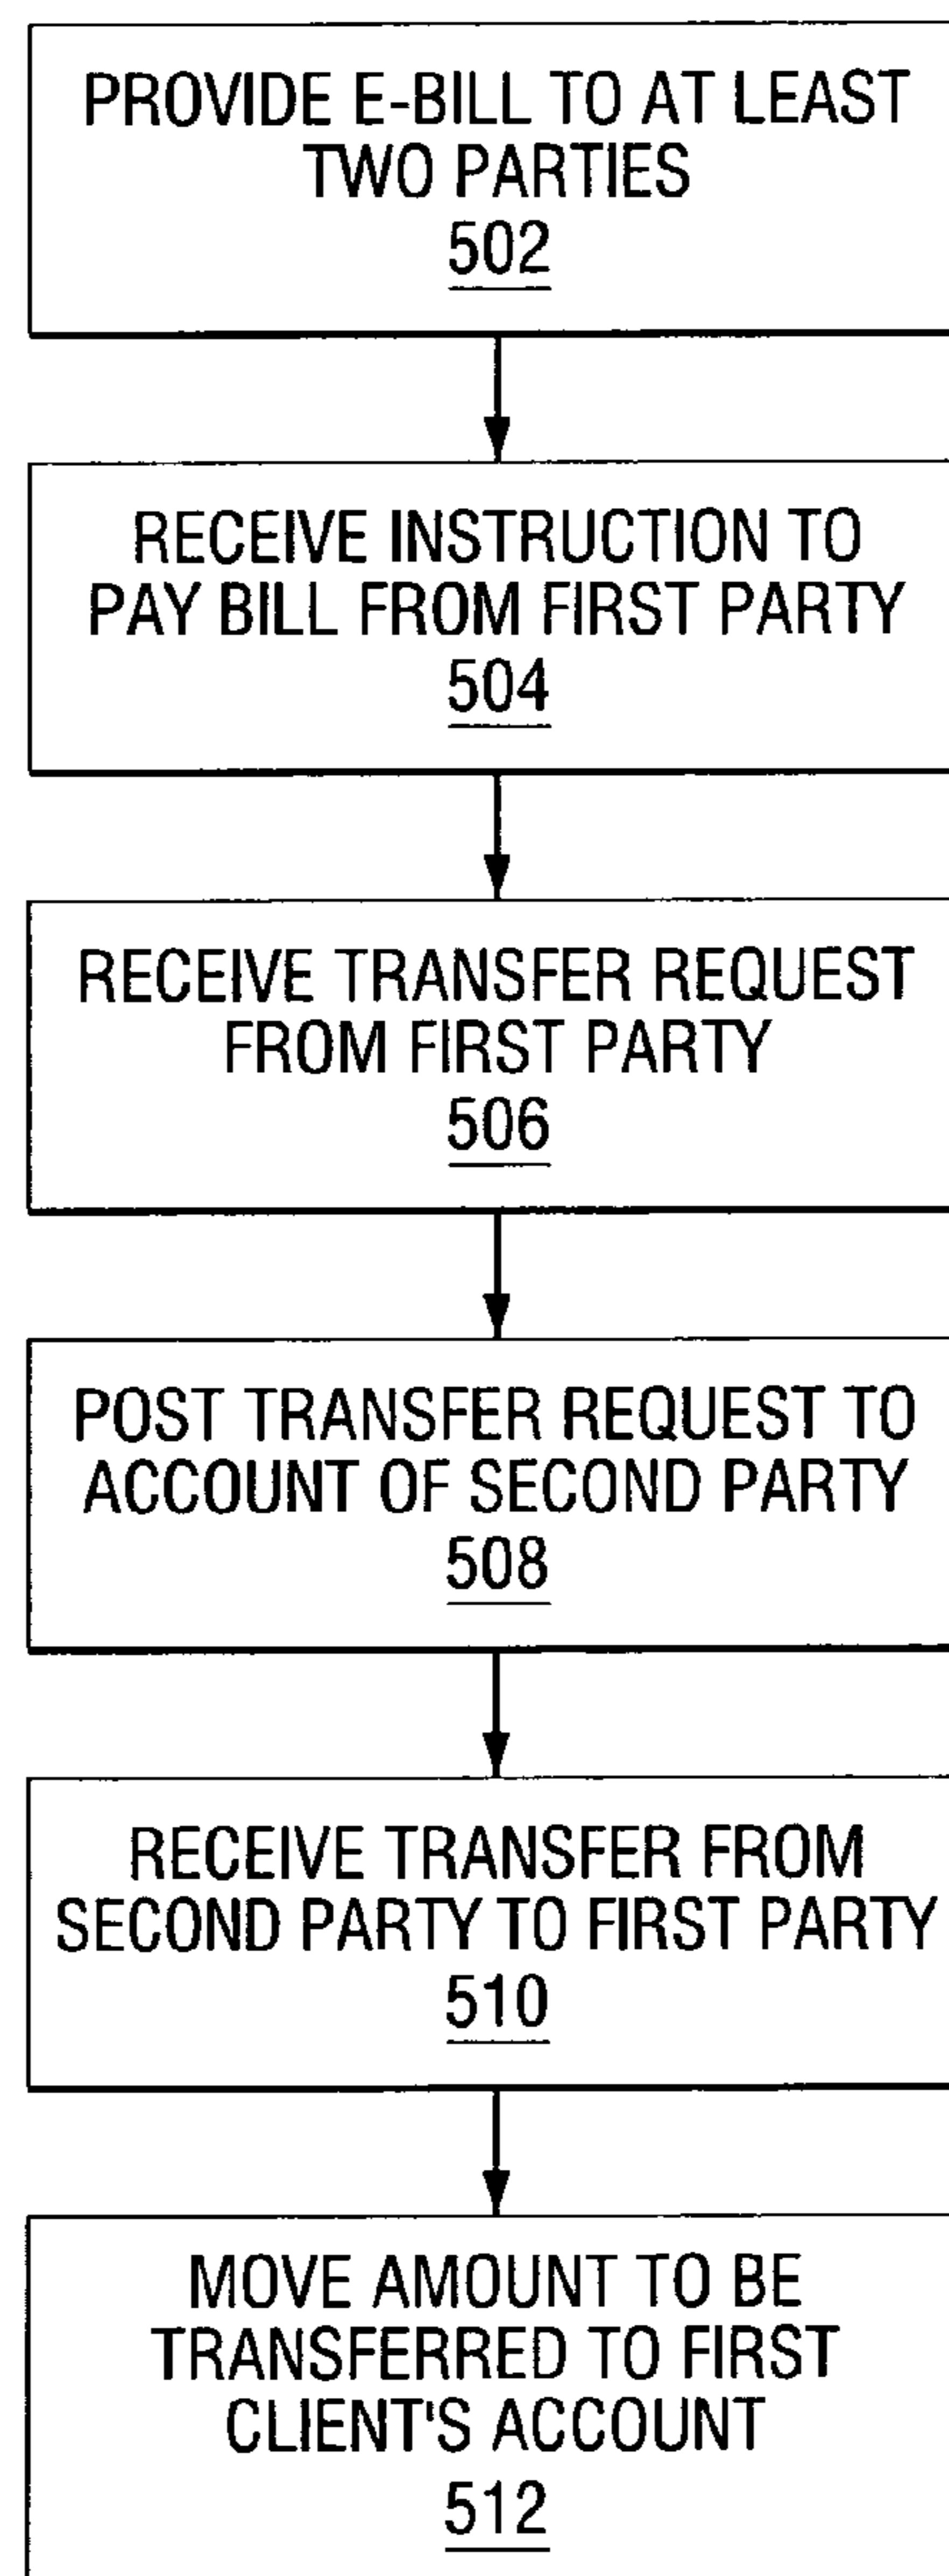 PROVIDE E-BILL TO AT LEAST
TWO PARTIES
502
RECEIVE INSTRUCTION TO
PAY BILL FROM FIRST PARTY
504
RECEIVE TRANSFER REQUEST
FROM FIRST PARTY
506
POST TRANSFER REQUEST TO
ACCOUNT OF SECOND PARTY
508
RECEIVE TRANSFER FROM
SECOND PARTY TO FIRST PARTY
510
MOVE AMOUNT TO BE
TRANSFERRED TO FIRST
CLIENT'S ACCOUNT
512